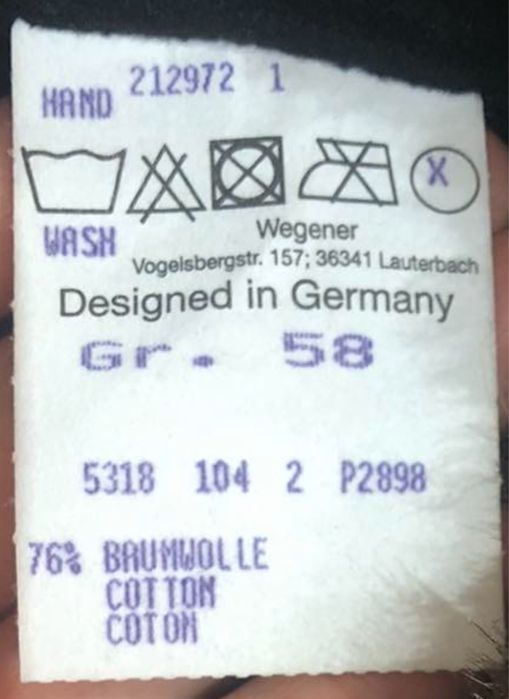 HAND 212972 1
X
WASH
Wegener
Vogelsbergstr. 157; 36341 Lauterbach
Designed in Germany
Gr. 58
5318 104 2 P2898
76% BAUMWOLLE
COTTON
COTON